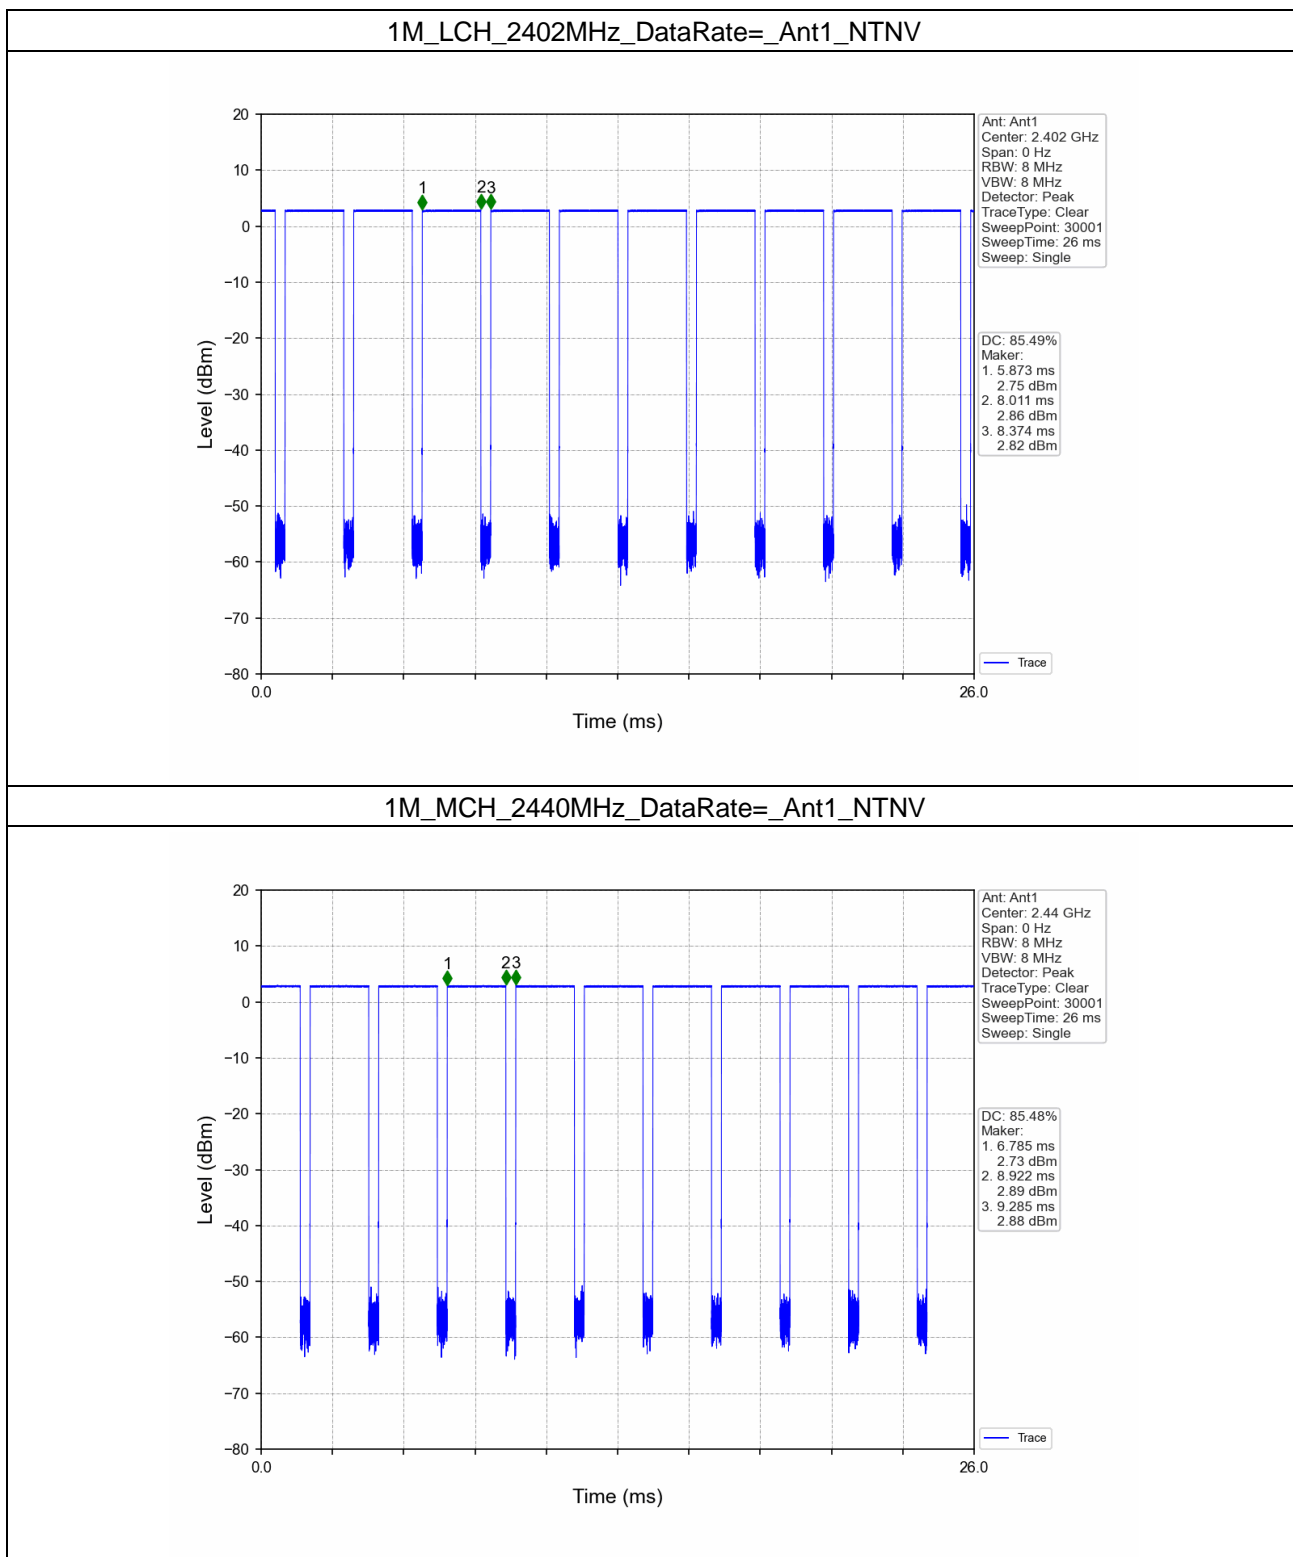 1M_LCH_2402MHz_DataRate=_Ant1_NTNV
20
10
0
−10
−20
−30
−40
−50
−60
−70
−80
Level (dBm)
1
23
0.0
26.0
Time (ms)
Ant: Ant1
Center: 2.402 GHz
Span: 0 Hz
RBW: 8 MHz
VBW: 8 MHz
Detector: Peak
TraceType: Clear
SweepPoint: 30001
SweepTime: 26 ms
Sweep: Single
DC: 85.49%
Maker:
1. 5.873 ms
2.75 dBm
2. 8.011 ms
2.86 dBm
3. 8.374 ms
2.82 dBm
Trace
1M_MCH_2440MHz_DataRate=_Ant1_NTNV
20
10
0
−10
−20
−30
−40
−50
−60
−70
−80
Level (dBm)
1
23
0.0
26.0
Time (ms)
Ant: Ant1
Center: 2.44 GHz
Span: 0 Hz
RBW: 8 MHz
VBW: 8 MHz
Detector: Peak
TraceType: Clear
SweepPoint: 30001
SweepTime: 26 ms
Sweep: Single
DC: 85.48%
Maker:
1. 6.785 ms
2.73 dBm
2. 8.922 ms
2.89 dBm
3. 9.285 ms
2.88 dBm
Trace